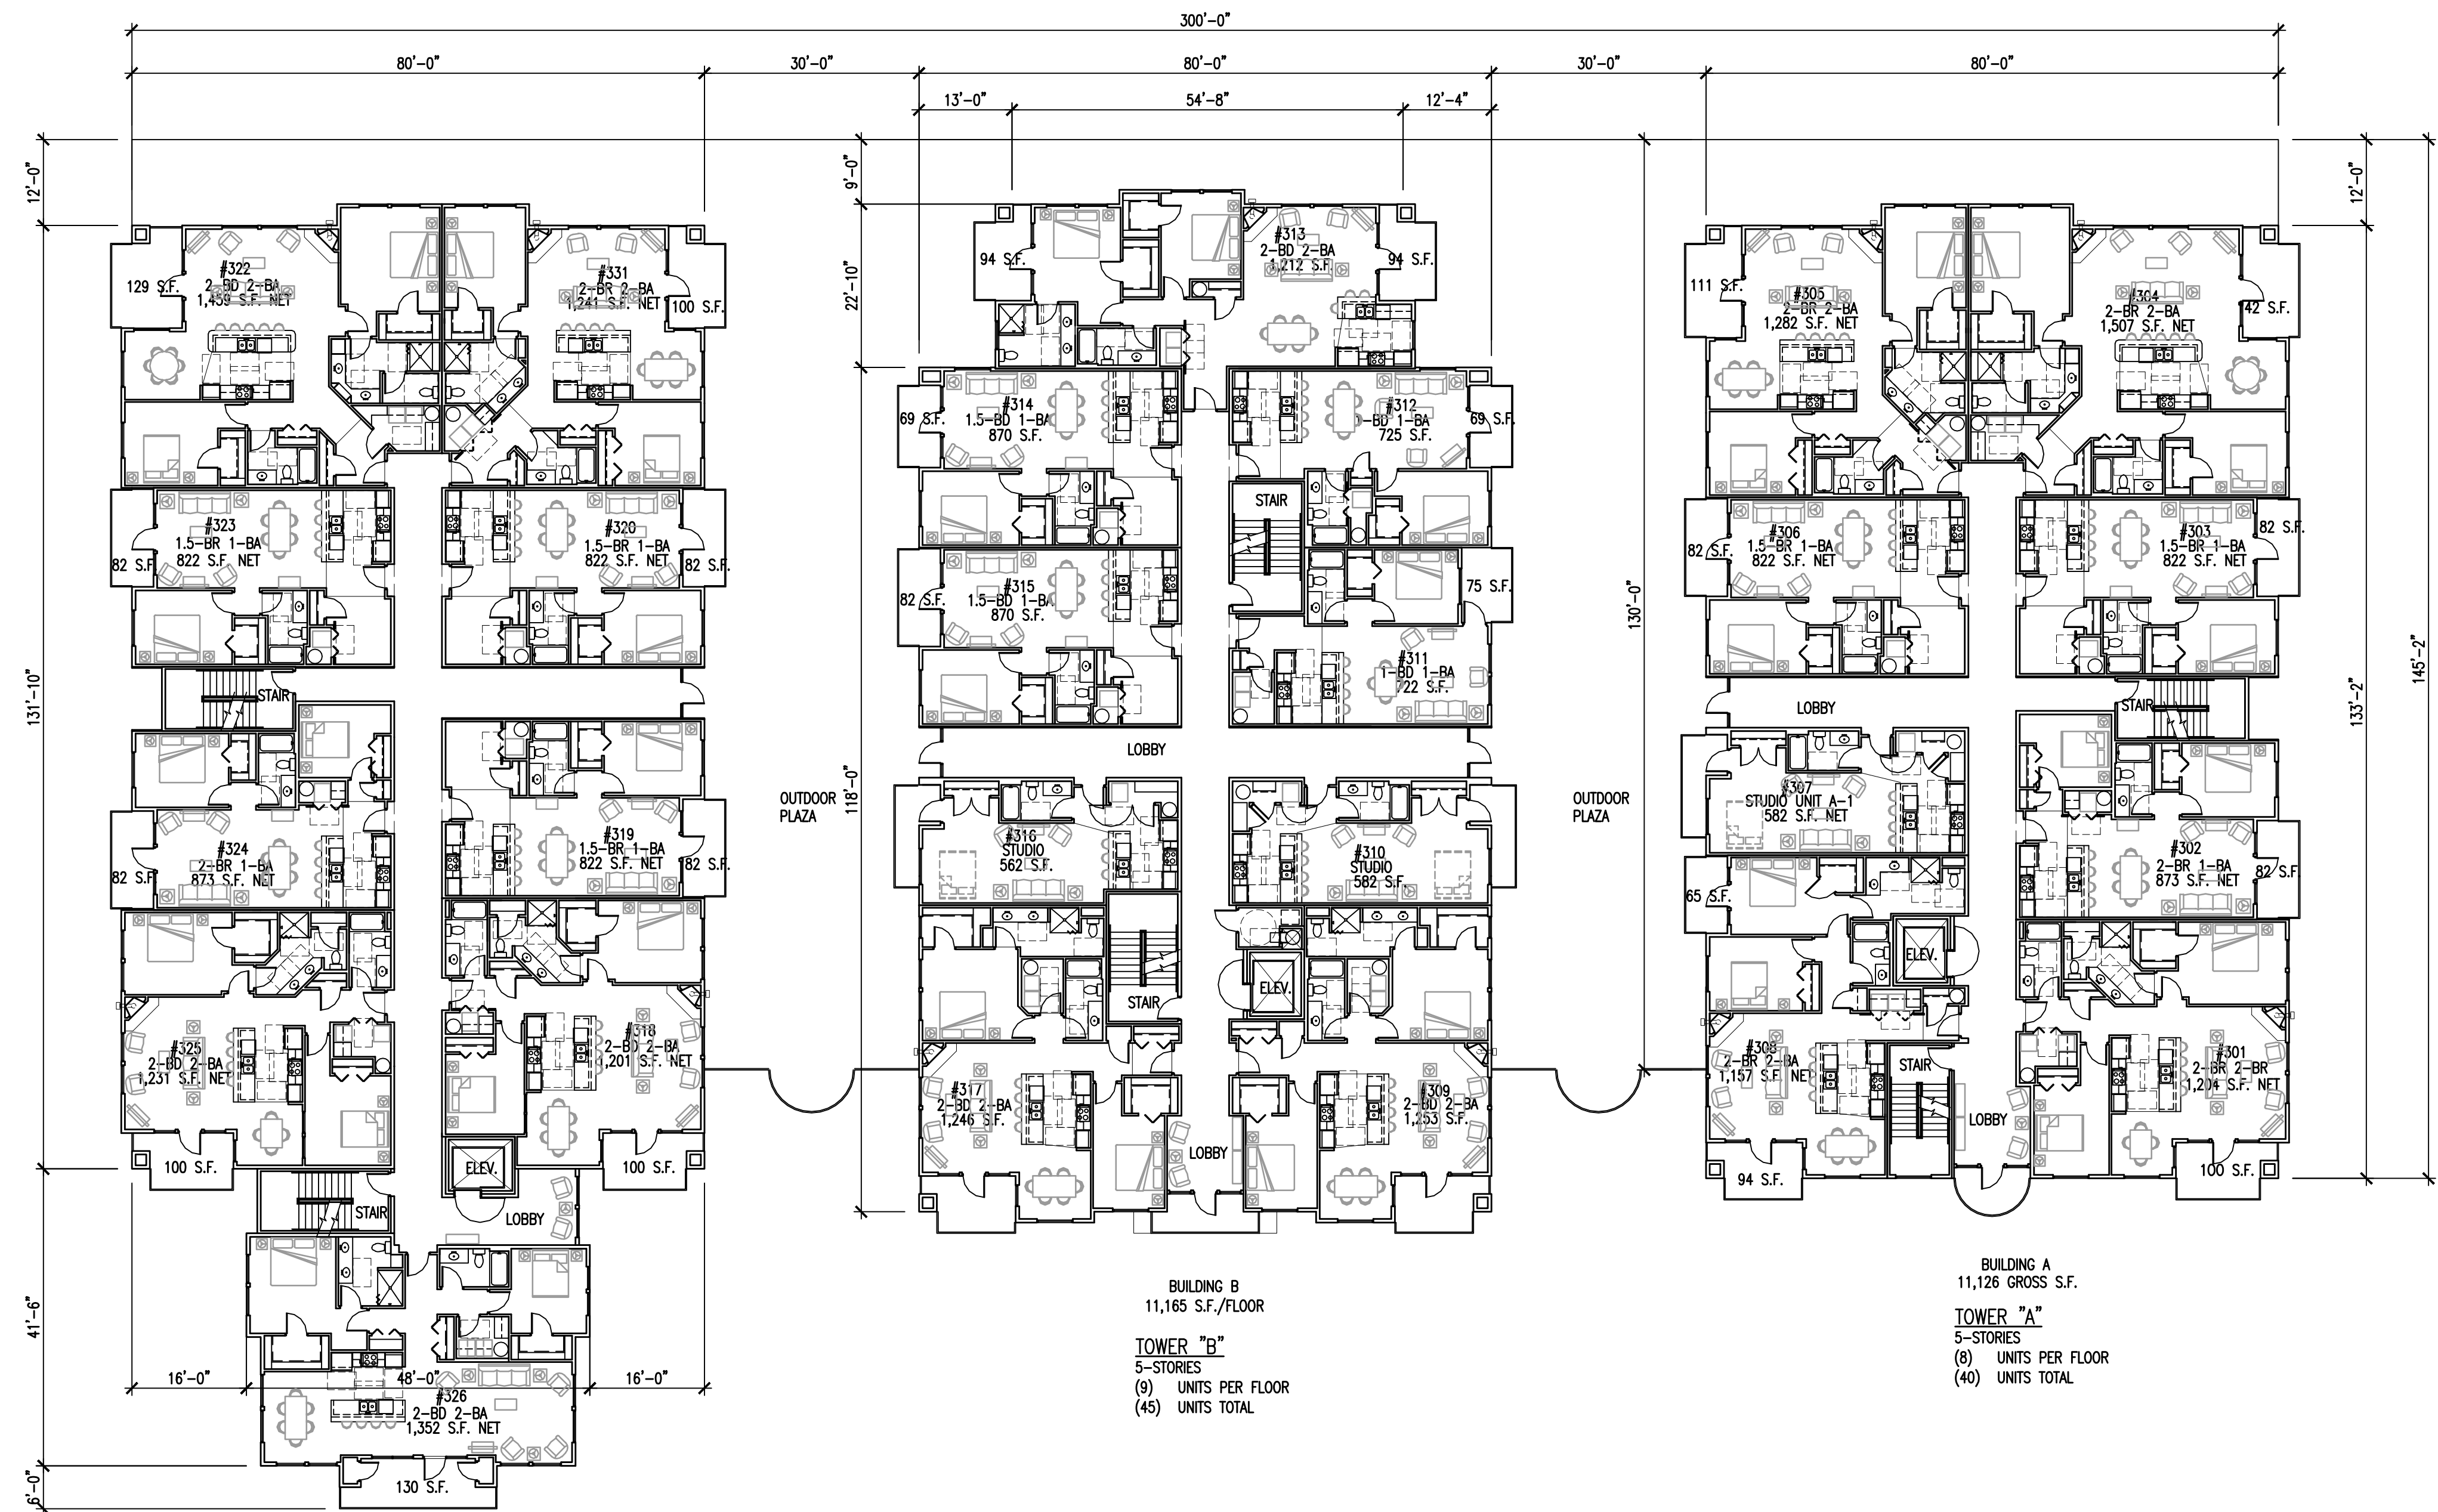 300'-0"
80'-0"
30'-0"
80'-0"
30'-0"
80'-0"
13'-0"
54'-8"
12'-4"
12'-0"
9'-0"
12'-0"
22'-10"
131'-10"
118'-0"
130'-0"
133'-2"
145'-2"
41'-6"
6'-0"
#322
2-BD 2-BA
1,459 S.F. NET
129 S.F.
#331
2-BR 2-BA
1,241 S.F. NET
100 S.F.
#323
1.5-BR 1-BA
822 S.F. NET
82 S.F.
#320
1.5-BR 1-BA
822 S.F. NET
82 S.F.
STAIR
#324
2-BR 1-BA
873 S.F. NET
82 S.F.
#319
1.5-BR 1-BA
822 S.F. NET
82 S.F.
#325
2-BD 2-BA
1,231 S.F. NET
100 S.F.
#318
2-BD 2-BA
1,201 S.F. NET
100 S.F.
ELEV.
STAIR
LOBBY
16'-0"
48'-0"
16'-0"
#326
2-BD 2-BA
1,352 S.F. NET
130 S.F.
OUTDOOR
PLAZA
#313
2-BD 2-BA
1,212 S.F.
94 S.F.
94 S.F.
#314
1.5-BD 1-BA
870 S.F.
69 S.F.
#312
-BD 1-BA
725 S.F.
69 S.F.
STAIR
#315
1.5-BD 1-BA
870 S.F.
82 S.F.
75 S.F.
#311
1-BD 1-BA
722 S.F.
LOBBY
#316
STUDIO
562 S.F.
#310
STUDIO
582 S.F.
STAIR
ELEV.
#317
2-BD 2-BA
1,246 S.F.
#309
2-BD 2-BA
1,253 S.F.
LOBBY
OUTDOOR
PLAZA
#305
2-BR 2-BA
1,282 S.F. NET
111 S.F.
#304
2-BR 2-BA
1,507 S.F. NET
42 S.F.
#306
1.5-BR 1-BA
822 S.F. NET
82 S.F.
#303
1.5-BR 1-BA
822 S.F. NET
82 S.F.
LOBBY
STAIR
#307
STUDIO UNIT A-1
582 S.F. NET
#302
2-BR 1-BA
873 S.F. NET
82 S.F.
65 S.F.
ELEV.
#308
2-BR 2-BA
1,157 S.F. NET
94 S.F.
STAIR
LOBBY
#301
2-BR 2-BR
1,204 S.F. NET
100 S.F.
BUILDING B
11,165 S.F./FLOOR
TOWER "B"
5-STORIES
(9) UNITS PER FLOOR
(45) UNITS TOTAL
BUILDING A
11,126 GROSS S.F.
TOWER "A"
5-STORIES
(8) UNITS PER FLOOR
(40) UNITS TOTAL